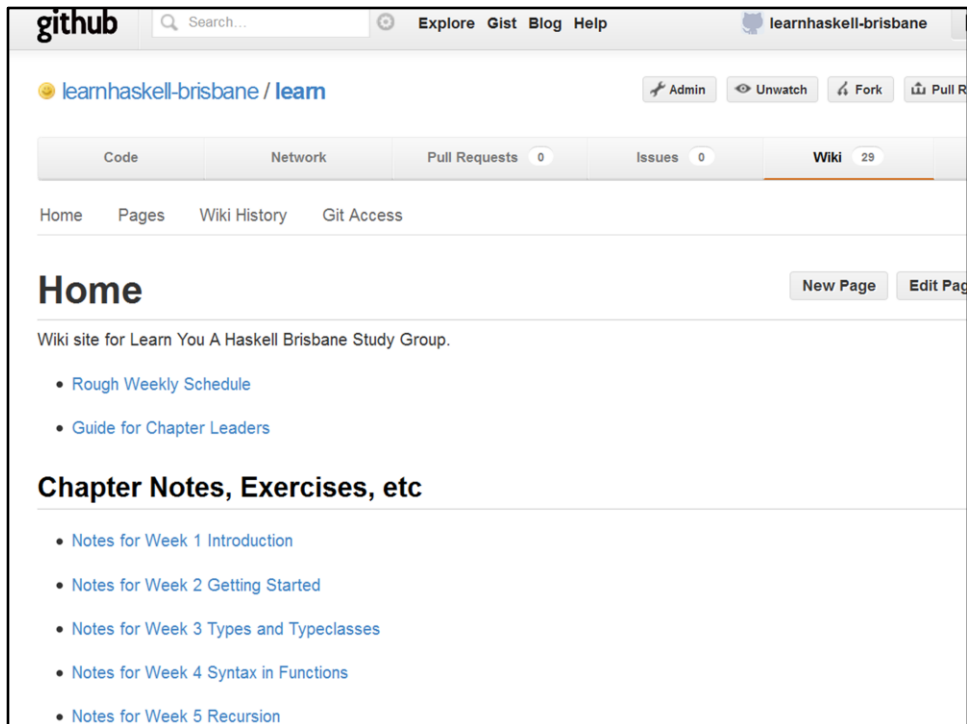 github Search... Explore Gist Blog Help learnhaskell-brisbane
learnhaskell-brisbane / learn Admin Unwatch Fork Pull R
Code Network Pull Requests 0 Issues 0 Wiki 29
Home Pages Wiki History Git Access
Home New Page Edit Pag
Wiki site for Learn You A Haskell Brisbane Study Group.
• Rough Weekly Schedule
• Guide for Chapter Leaders
Chapter Notes, Exercises, etc
• Notes for Week 1 Introduction
• Notes for Week 2 Getting Started
• Notes for Week 3 Types and Typeclasses
• Notes for Week 4 Syntax in Functions
• Notes for Week 5 Recursion